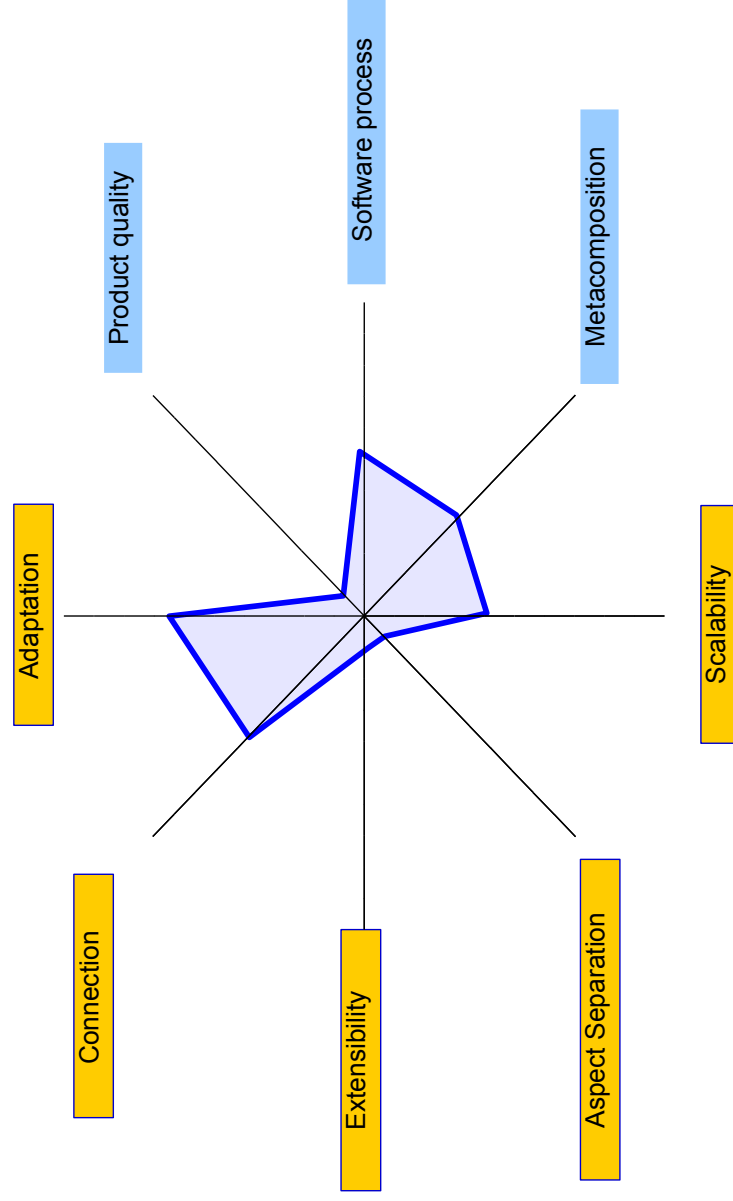 Adaptation
Connection
Product quality
Extensibility
Software process
Aspect Separation
Metacomposition
Scalability